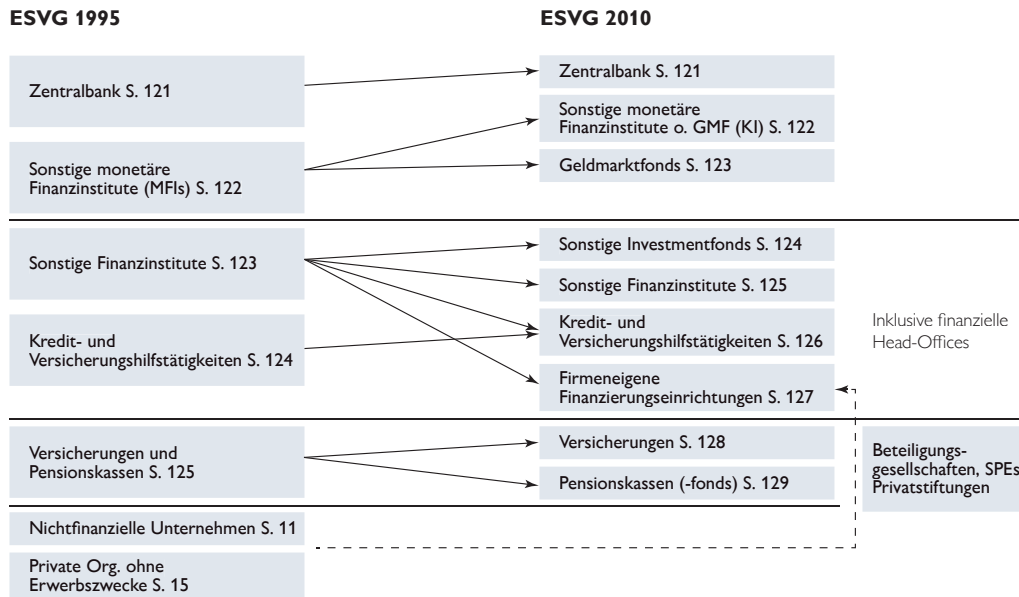 ESVG 1995
ESVG 2010
Zentralbank S. 121
Zentralbank S. 121
Sonstige monetäre
Finanzinstitute o. GMF (KI) S. 122
Sonstige monetäre
Finanzinstitute (MFIs) S. 122
Geldmarktfonds S. 123
Sonstige Finanzinstitute S. 123
Sonstige Investmentfonds S. 124
Sonstige Finanzinstitute S. 125
Kredit- und
Versicherungshilfstätigkeiten S. 124
Kredit- und
Versicherungshilfstätigkeiten S. 126
Inklusive finanzielle
Head-Offices
Firmeneigene
Finanzierungseinrichtungen S. 127
Versicherungen und
Pensionskassen S. 125
Versicherungen S. 128
Pensionskassen (-fonds) S. 129
Beteiligungs-
gesellschaften, SPEs
Privatstiftungen
Nichtfinanzielle Unternehmen S. 11
Private Org. ohne
Erwerbszwecke S. 15